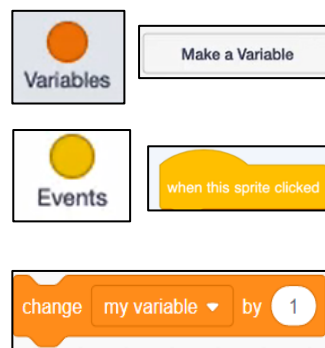 Variables
Make a Variable
Events
when this sprite clicked
change my variable by 1